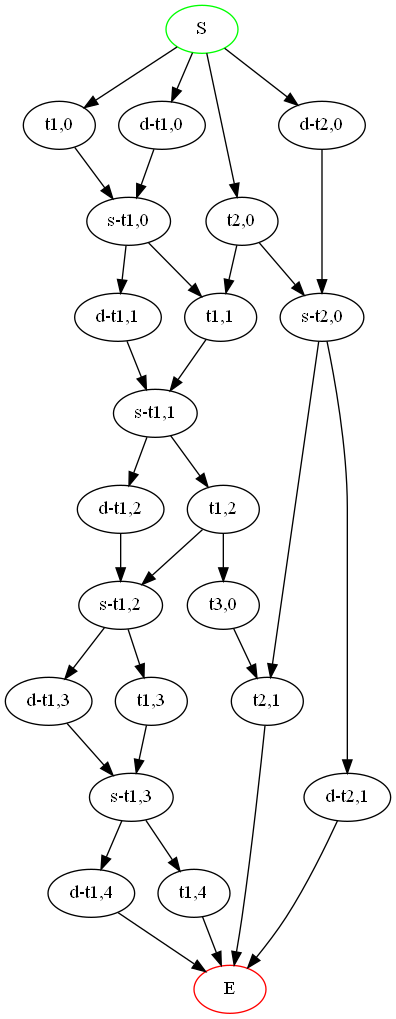 S
t1,0
d-t1,0
d-t2,0
s-t1,0
t2,0
d-t1,1
t1,1
s-t2,0
s-t1,1
d-t1,2
t1,2
s-t1,2
t3,0
d-t1,3
t1,3
t2,1
s-t1,3
d-t2,1
d-t1,4
t1,4
E